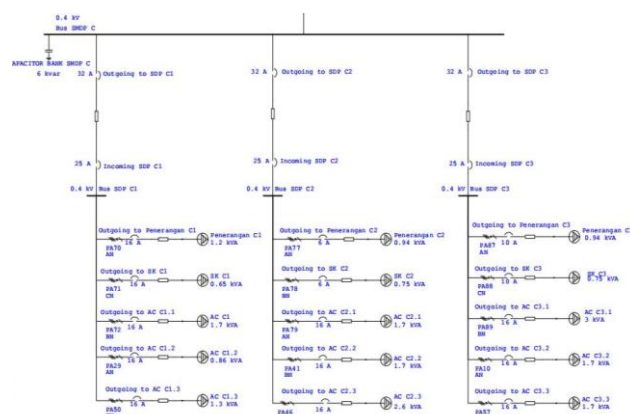 0.4 kV
Bus SMDP C
APACITOR BANK SMDP C
6 kvar
32 A Outgoing to SDP C1
32 A Outgoing to SDP C2
32 A Outgoing to SDP C3
25 A Incoming SDP C1
25 A Incoming SDP C2
25 A Incoming SDP C3
0.4 kV Bus SDP C1
0.4 kV Bus SDP C2
0.4 kV Bus SDP C3
Outgoing to Penerangan C1
PA70
AN
16 A
Penerangan C1
1.2 kVA
Outgoing to SK C1
PA71
CN
16 A
SK C1
0.65 kVA
Outgoing to AC C1.1
PA72
BN
16 A
AC C1
1.7 kVA
Outgoing to AC C1.2
PA29
AN
16 A
AC C1.2
0.86 kVA
Outgoing to AC C1.3
PA50
16 A
AC C1.3
1.3 kVA
Outgoing to Penerangan C2
PA77
AN
6 A
Penerangan C2
0.94 kVA
Outgoing to SK C2
PA78
BN
6 A
SK C2
0.75 kVA
Outgoing to AC C2.1
PA79
AN
16 A
AC C2.1
1.7 kVA
Outgoing to AC C2.2
PA41
BN
16 A
AC C2.2
1.7 kVA
Outgoing to AC C2.3
PA46
16 A
AC C2.3
2.6 kVA
Outgoing to Penerangan C3
PA87
AN
10 A
Penerangan C
0.94 kVA
Outgoing to SK C3
PA88
CN
10 A
SK C3
0.75 kVA
Outgoing to AC C3.1
PA89
BN
16 A
AC C3.1
3 kVA
Outgoing to AC C3.2
PA10
AN
16 A
AC C3.2
1.7 kVA
Outgoing to AC C3.3
PA57
16 A
AC C3.3
1.7 kVA